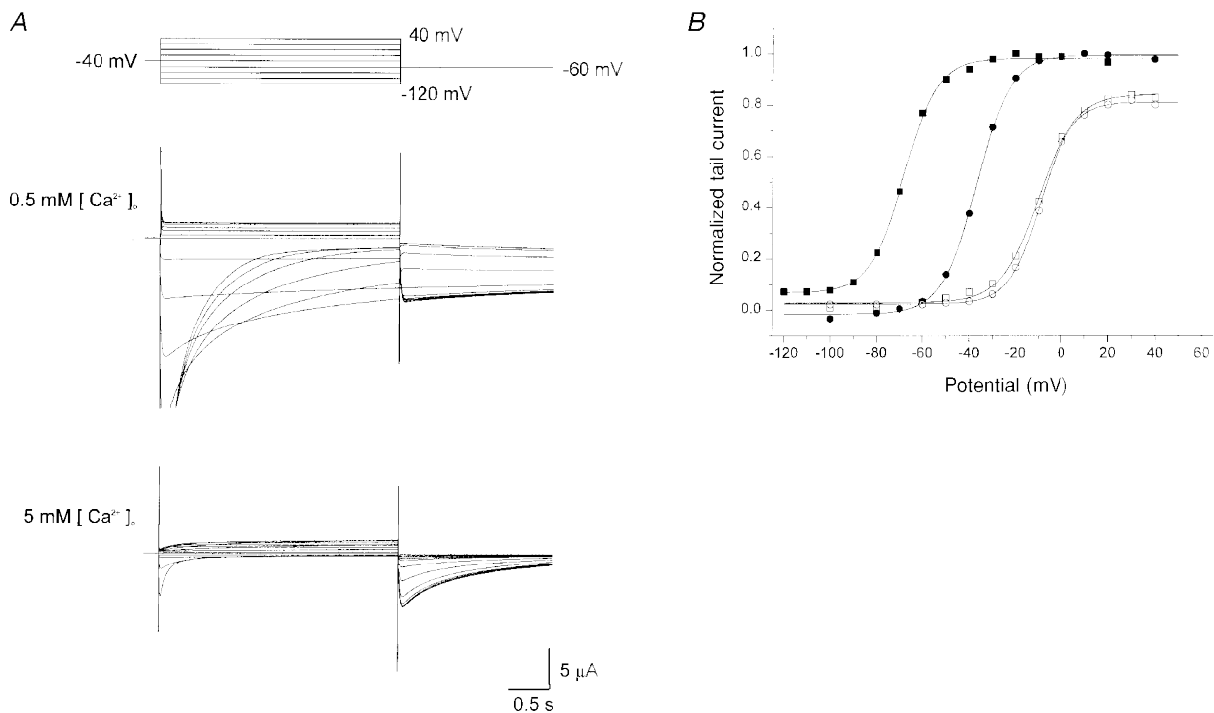 A
40 mV
-40 mV
-60 mV
-120 mV
0.5 mM [ Ca²⁺ ]ₒ
5 mM [ Ca²⁺ ]ₒ
5 µA
0.5 s
B
Normalized tail current
1.0
0.8
0.6
0.4
0.2
0.0
-120 -100 -80 -60 -40 -20 0 20 40 60
Potential (mV)